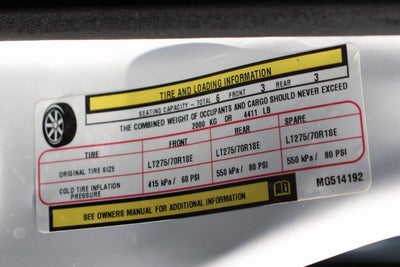 TIRE AND LOADING INFORMATION
SEATING CAPACITY - TOTAL 6 FRONT 3 REAR 3
THE COMBINED WEIGHT OF OCCUPANTS AND CARGO SHOULD NEVER EXCEED
2000 KG OR 4411 LB
TIRE FRONT REAR SPARE
ORIGINAL TIRE SIZE LT275/70R18E LT275/70R18E LT275/70R18E
COLD TIRE INFLATION PRESSURE 415 kPa / 60 PSI 550 kPa / 80 PSI 550 kPa / 80 PSI
SEE OWNERS MANUAL FOR ADDITIONAL INFORMATION
MG514192